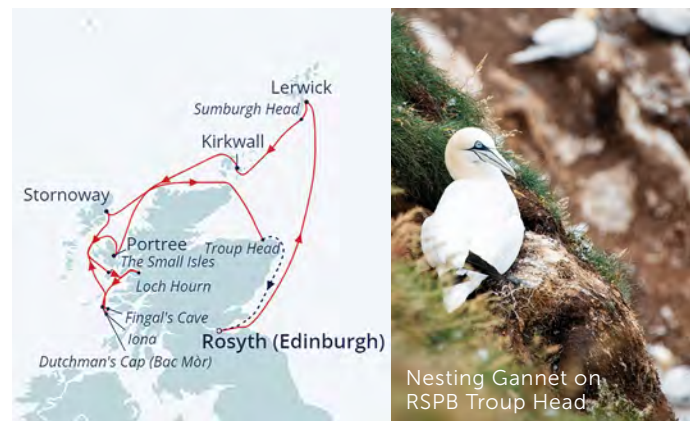 Lerwick
Sumburgh Head
Kirkwall
Stornoway
Portree
The Small Isles
Troup Head
Loch Hourn
Fingal's Cave
Iona
Rosyth (Edinburgh)
Dutchman's Cap (Bac Mòr)
Nesting Gannet on
RSPB Troup Head